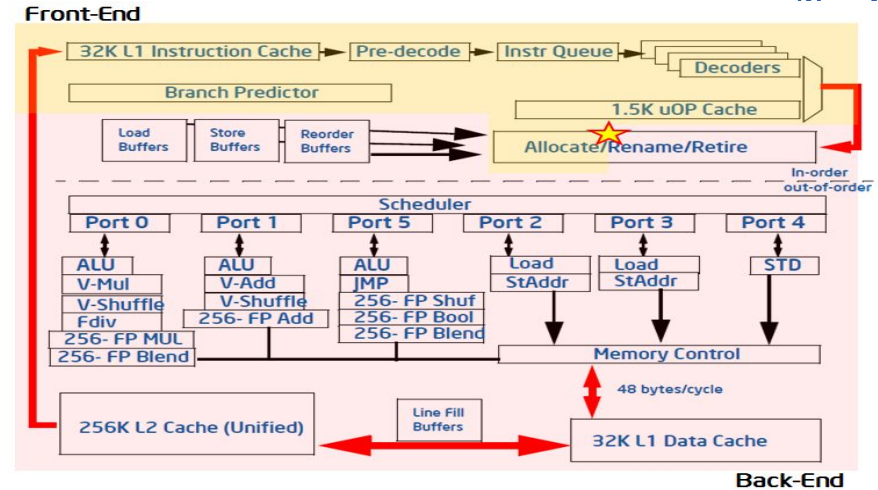 Front-End
32K L1 Instruction Cache
Pre-decode
Instr Queue
Decoders
Branch Predictor
1.5K uOP Cache
Load
Buffers
Store
Buffers
Reorder
Buffers
Allocate/Rename/Retire
In-order
out-of-order
Scheduler
Port 0
Port 1
Port 5
Port 2
Port 3
Port 4
ALU
V-Mul
V-Shuffle
Fdiv
256- FP MUL
256- FP Blend
ALU
V-Add
V-Shuffle
256- FP Add
ALU
JMP
256- FP Shuf
256- FP Bool
256- FP Blend
Load
StAddr
Load
StAddr
STD
Memory Control
48 bytes/cycle
256K L2 Cache (Unified)
Line Fill
Buffers
32K L1 Data Cache
Back-End